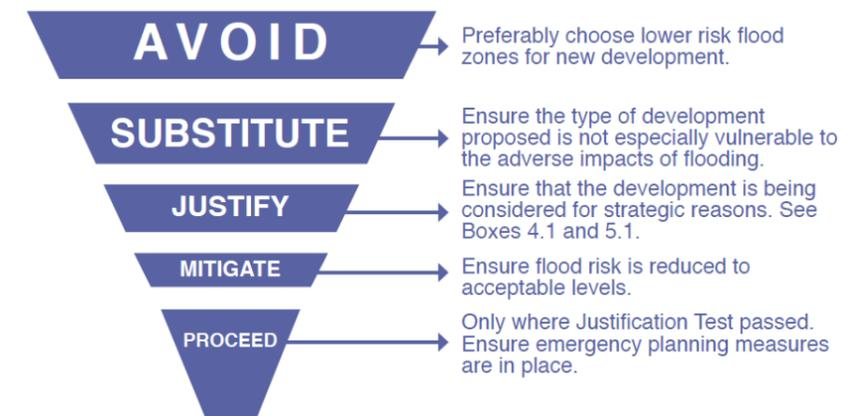 AVOID
Preferably choose lower risk flood
zones for new development.
SUBSTITUTE
Ensure the type of development
proposed is not especially vulnerable to
the adverse impacts of flooding.
JUSTIFY
Ensure that the development is being
considered for strategic reasons. See
Boxes 4.1 and 5.1.
MITIGATE
Ensure flood risk is reduced to
acceptable levels.
PROCEED
Only where Justification Test passed.
Ensure emergency planning measures
are in place.